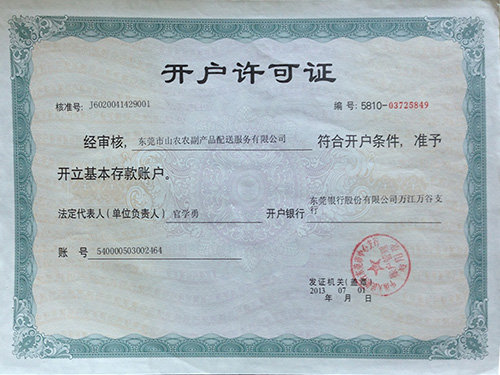 开户许可证
核准号: J6020041429001 编号: 5810-03725849
经审核, 东莞市山农农副产品配送服务有限公司 符合开户条件, 准予
开立基本存款账户。
法定代表人(单位负责人) 官学勇 开户银行 东莞银行股份有限公司万江万谷支
行
账号 540000503002464
发证机关(盖章)
2013 07 01
年 月 日